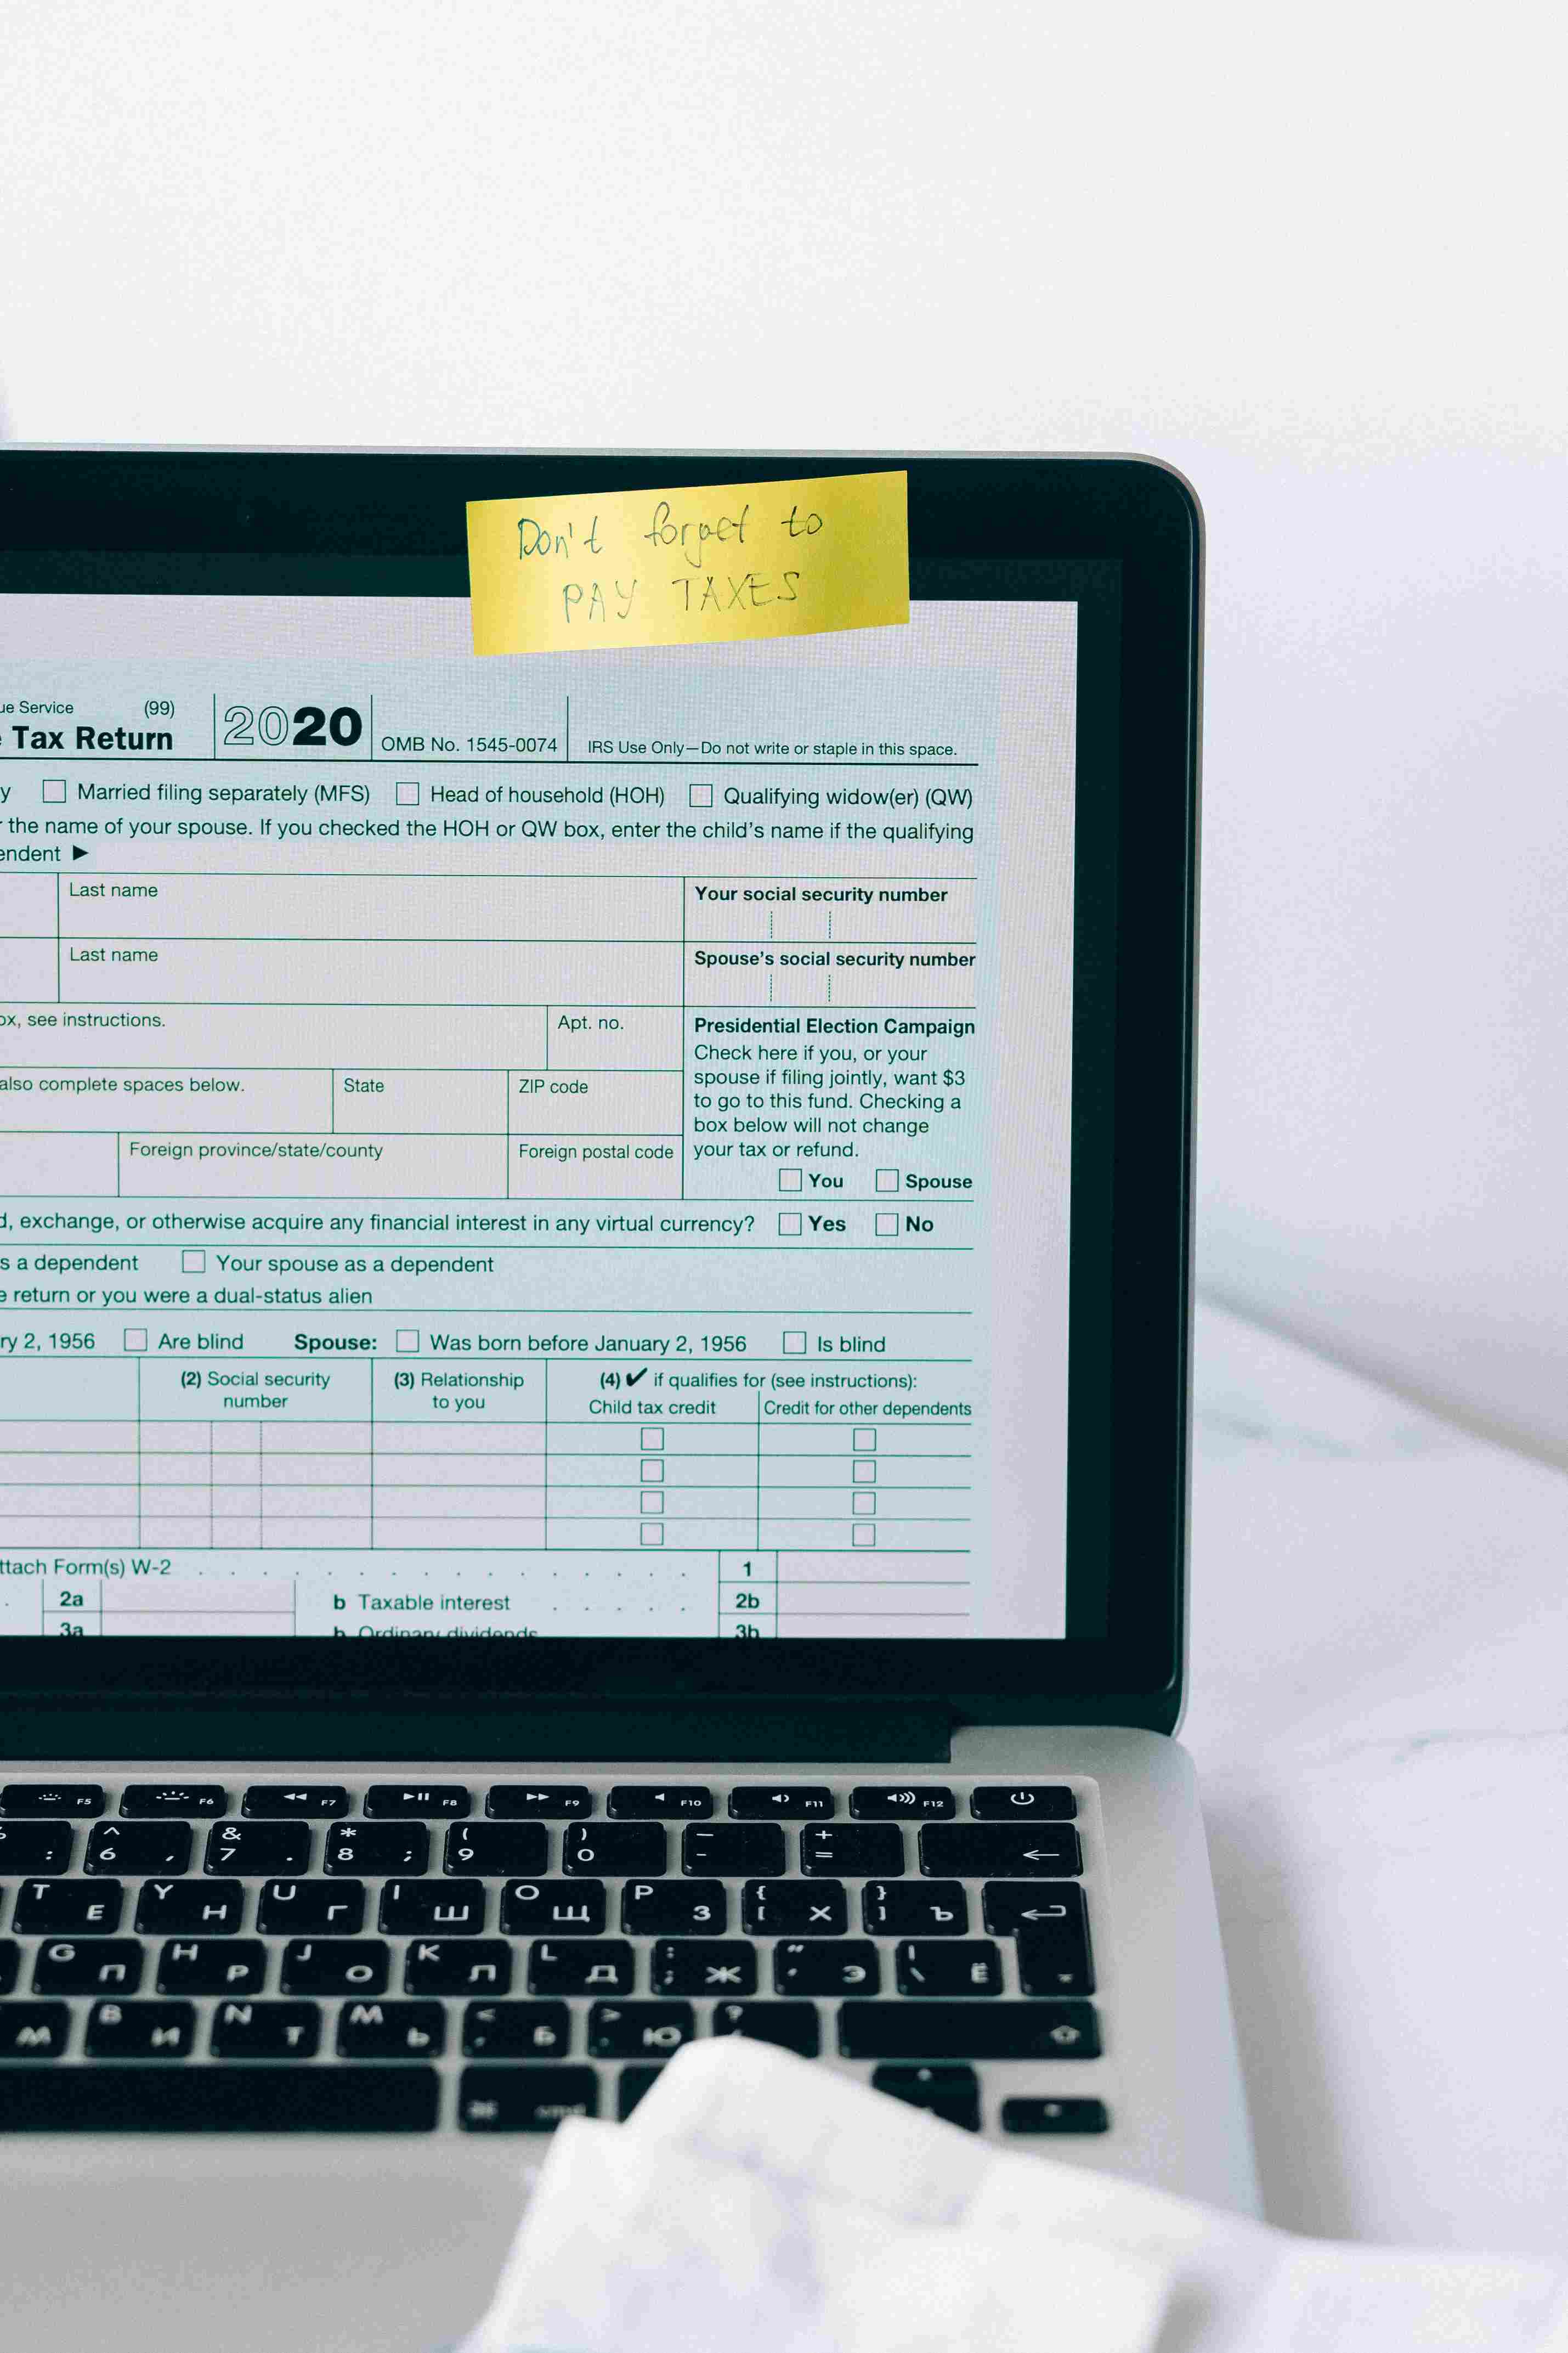 Don't forget to
PAY TAXES
ue Service (99)
Tax Return
2020
OMB No. 1545-0074
IRS Use Only—Do not write or staple in this space.
y Married filing separately (MFS) Head of household (HOH) Qualifying widow(er) (QW)
the name of your spouse. If you checked the HOH or QW box, enter the child's name if the qualifying
endent ▶
Last name
Your social security number
Last name
Spouse's social security number
ox, see instructions.
Apt. no.
also complete spaces below.
State
ZIP code
Foreign province/state/county
Foreign postal code
Presidential Election Campaign
Check here if you, or your
spouse if filing jointly, want $3
to go to this fund. Checking a
box below will not change
your tax or refund.
You Spouse
d, exchange, or otherwise acquire any financial interest in any virtual currency? Yes No
s a dependent Your spouse as a dependent
e return or you were a dual-status alien
ry 2, 1956 Are blind Spouse: Was born before January 2, 1956 Is blind
(2) Social security
number
(3) Relationship
to you
(4) ✔ if qualifies for (see instructions):
Child tax credit Credit for other dependents
ttach Form(s) W-2 . . . . . . . . . . . . . . . . 1
. 2a b Taxable interest . . . . . 2b
3a b Ordinary dividends 3b
F5 F6 F7 F8 F9 F10 F11 F12
: ^ 6 , & 7 . * 8 ; ( 9 ) 0 — - + =
T Е Y Н U Г I Ш O Щ P З { [ Х } ] Ъ
G П H Р J О K Л L Д : ; Ж " ' Э | \ Ё
М B И N Т M Ь < , Б > . Ю ?
⌘ cmd